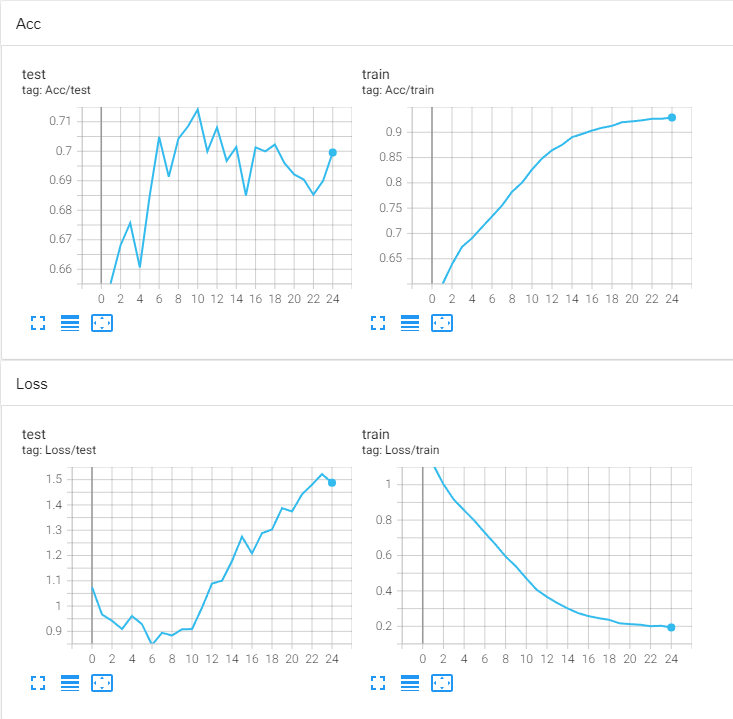 Acc
test
tag: Acc/test
0.71
0.7
0.69
0.68
0.67
0.66
0 2 4 6 8 10 12 14 16 18 20 22 24
train
tag: Acc/train
0.9
0.85
0.8
0.75
0.7
0.65
0 2 4 6 8 10 12 14 16 18 20 22 24
Loss
test
tag: Loss/test
1.5
1.4
1.3
1.2
1.1
1
0.9
0 2 4 6 8 10 12 14 16 18 20 22 24
train
tag: Loss/train
1
0.8
0.6
0.4
0.2
0 2 4 6 8 10 12 14 16 18 20 22 24